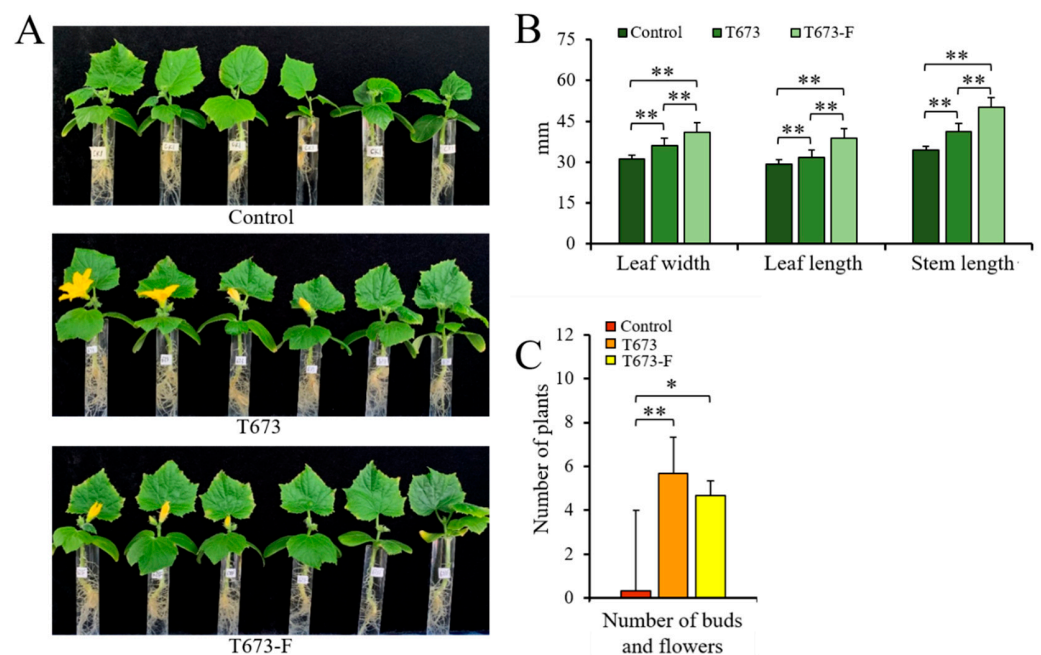 A
Control
T673
T673-F
B
Control T673 T673-F
75
60
45
30
15
0
mm
** ** **
** ** **
** ** **
Leaf width Leaf length Stem length
C
Control
T673
T673-F
12
10
8
6
4
2
0
Number of plants
*
**
Number of buds
and flowers